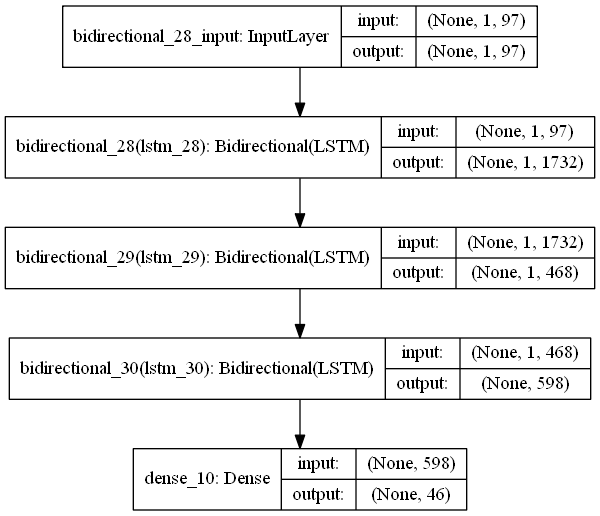 bidirectional_28_input: InputLayer
input:
(None, 1, 97)
output:
(None, 1, 97)
bidirectional_28(lstm_28): Bidirectional(LSTM)
input:
(None, 1, 97)
output:
(None, 1, 1732)
bidirectional_29(lstm_29): Bidirectional(LSTM)
input:
(None, 1, 1732)
output:
(None, 1, 468)
bidirectional_30(lstm_30): Bidirectional(LSTM)
input:
(None, 1, 468)
output:
(None, 598)
dense_10: Dense
input:
(None, 598)
output:
(None, 46)